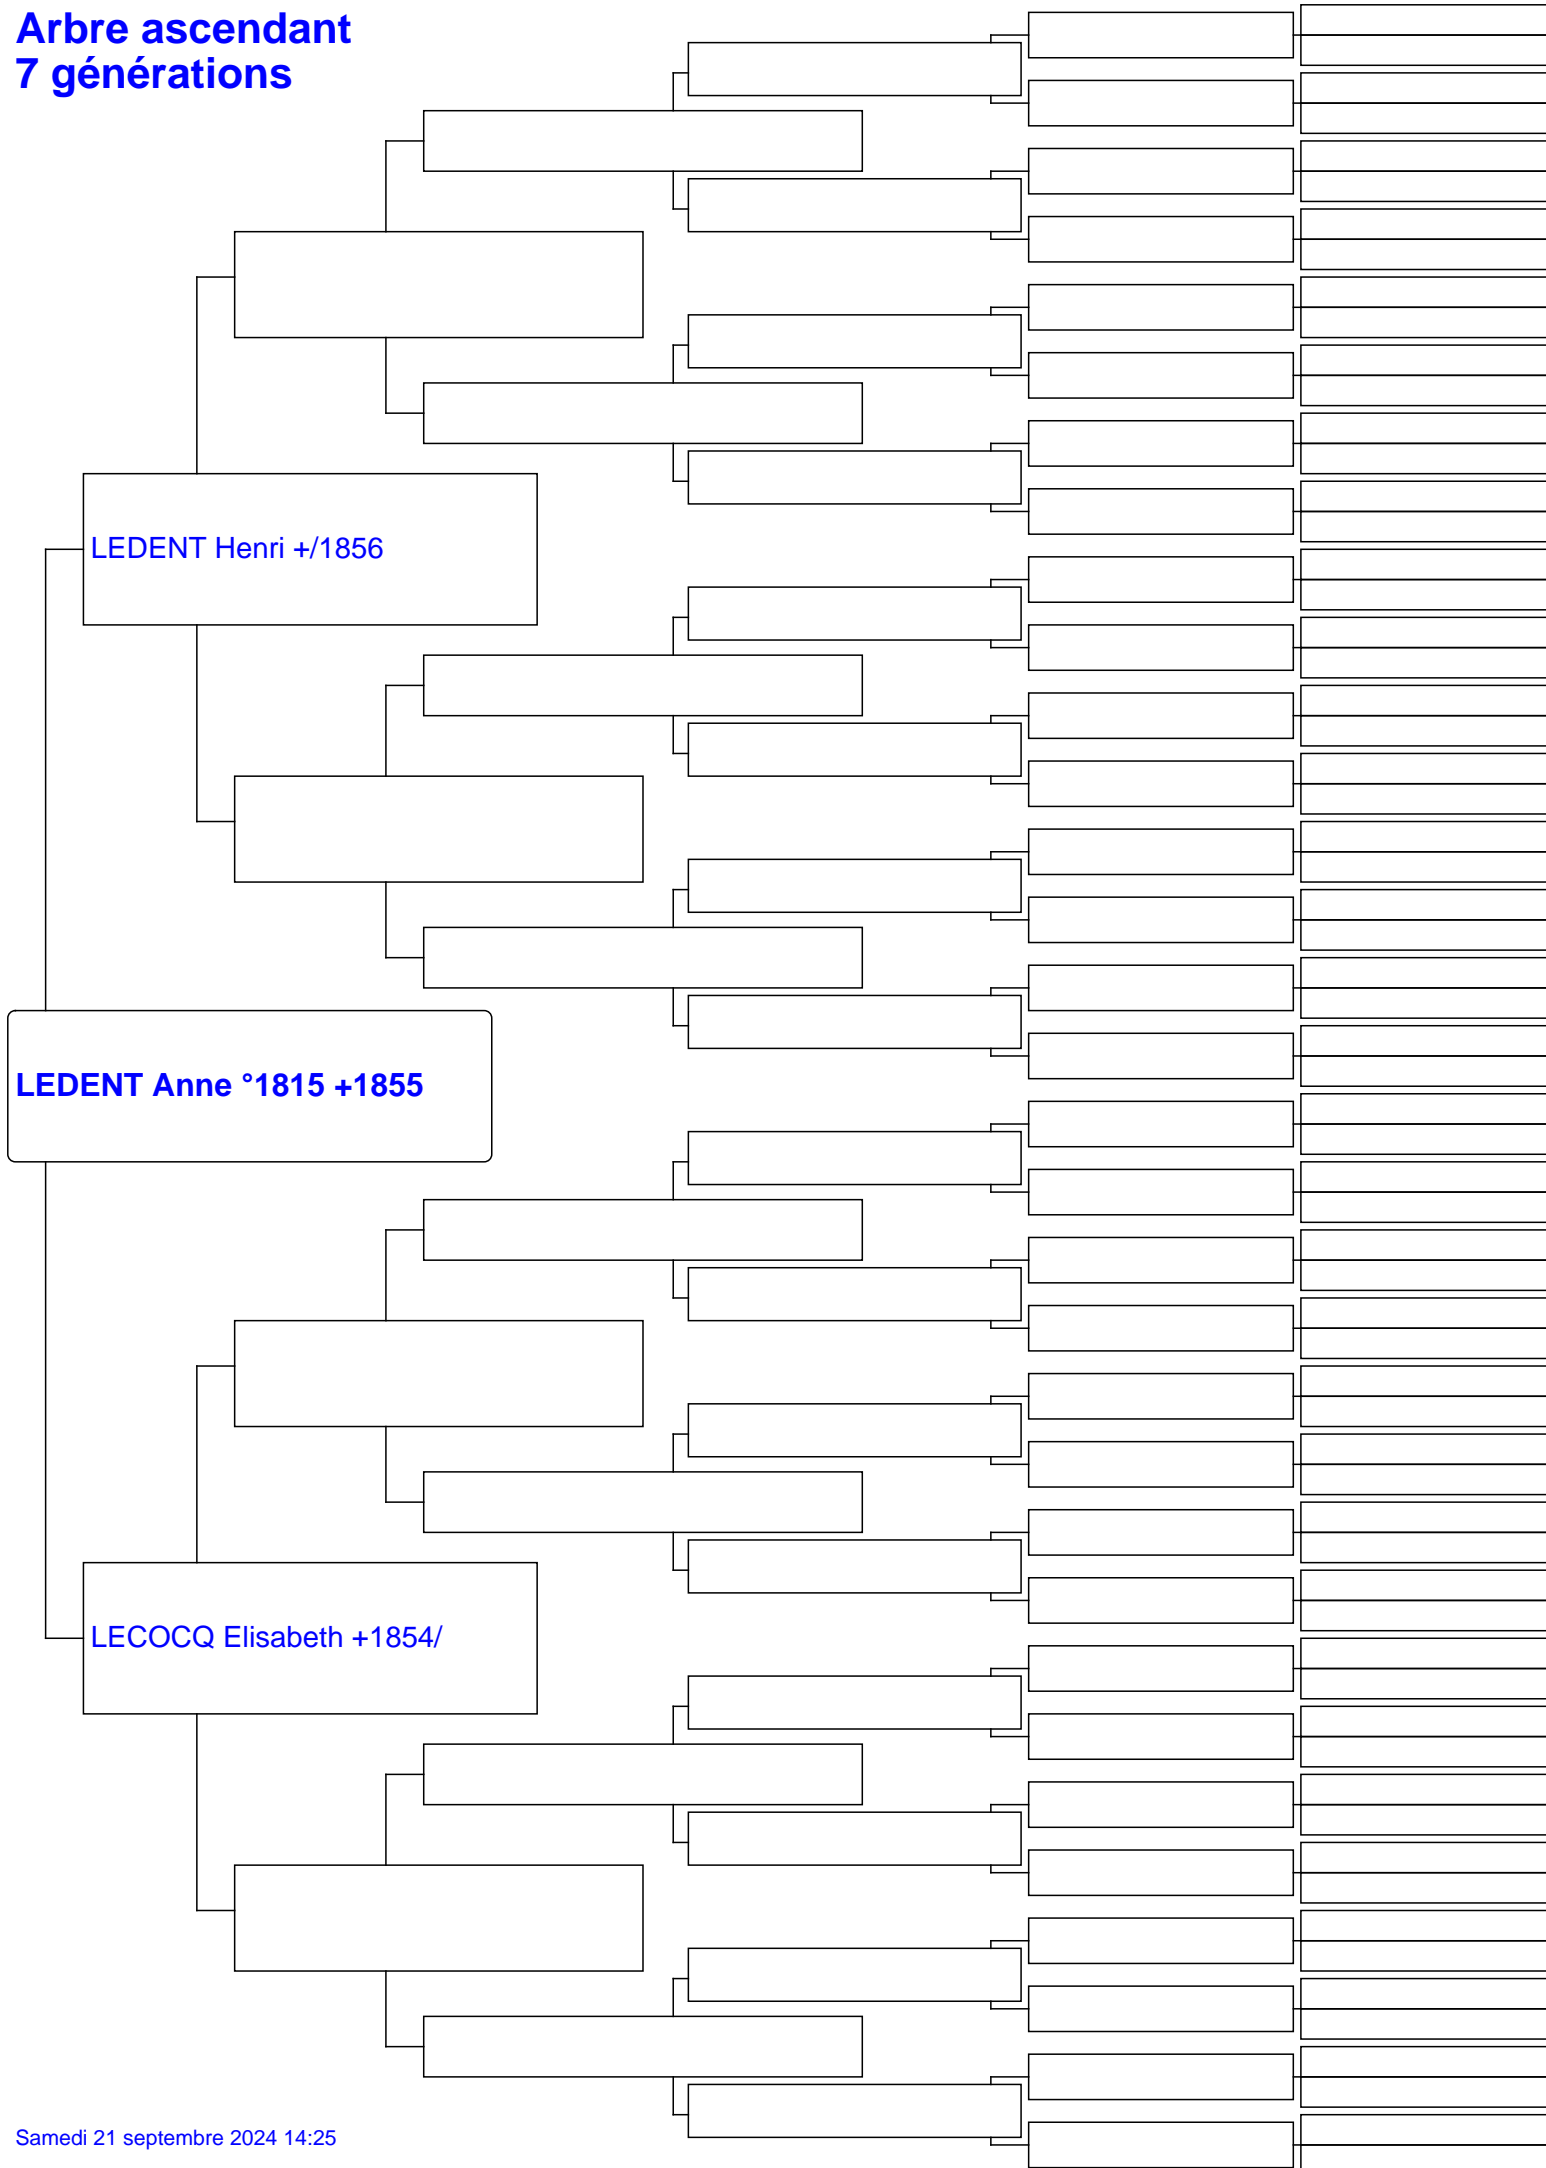 Arbre ascendant
7 générations
LEDENT Henri +/1856
LEDENT Anne °1815 +1855
LECOCQ Elisabeth +1854/
Samedi 21 septembre 2024 14:25